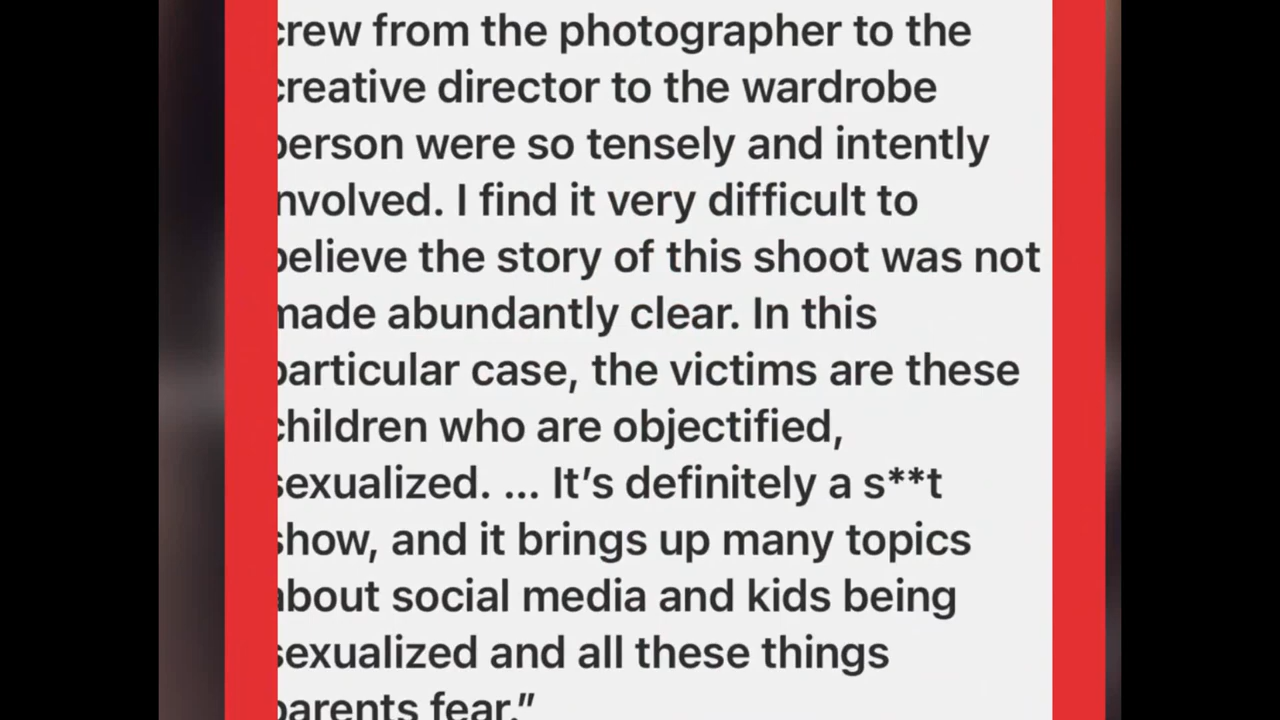 crew from the photographer to the
creative director to the wardrobe
person were so tensely and intently
involved. I find it very difficult to
believe the story of this shoot was not
made abundantly clear. In this
particular case, the victims are these
children who are objectified,
sexualized. ... It’s definitely a s**t
show, and it brings up many topics
about social media and kids being
sexualized and all these things
parents fear.”